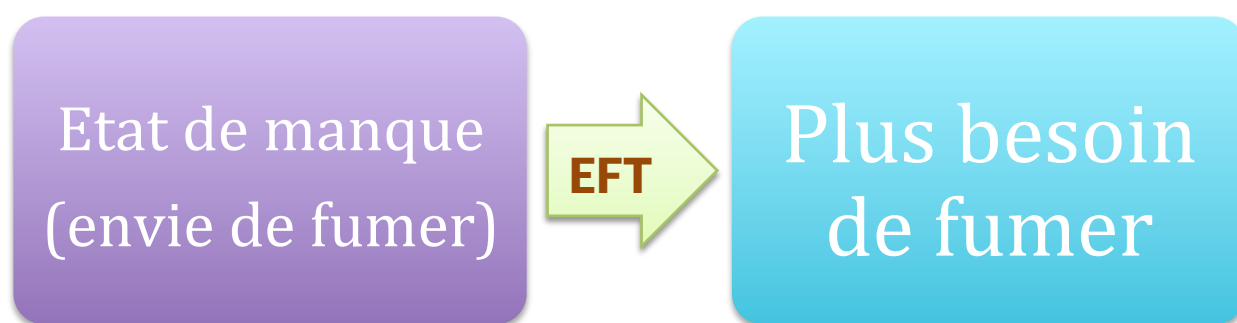 Etat de manque
(envie de fumer)
EFT
Plus besoin
de fumer